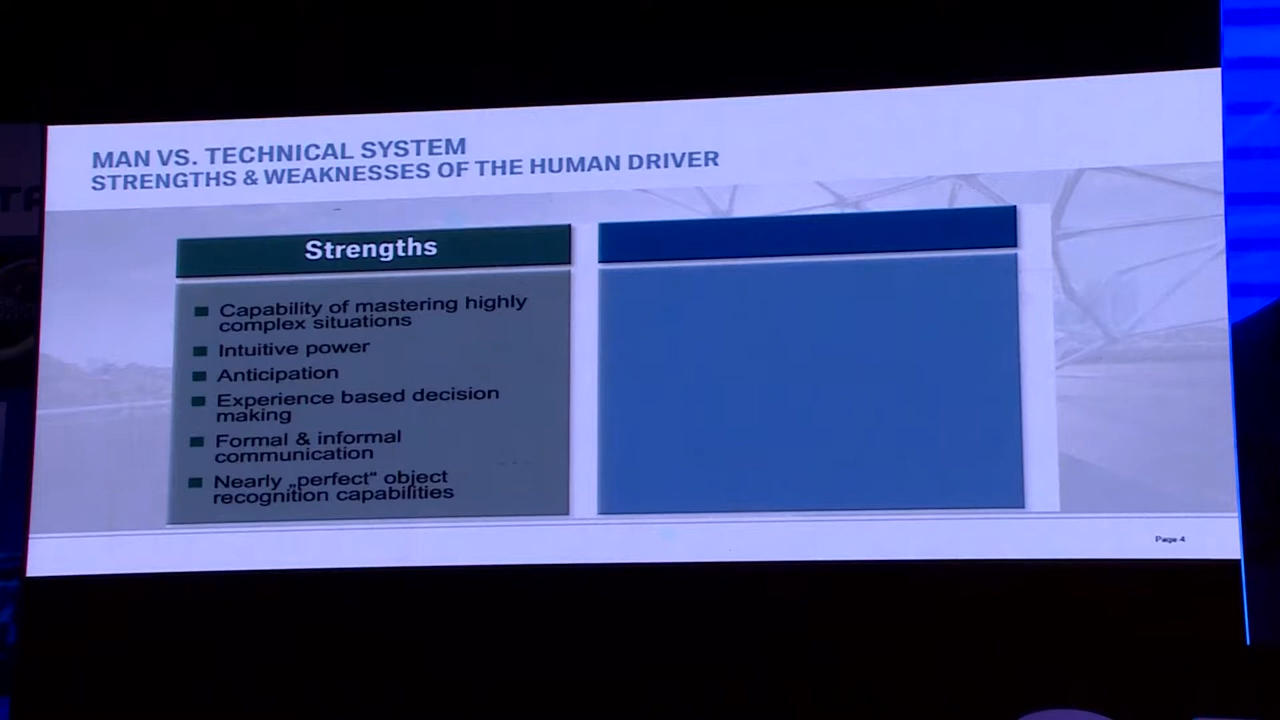 MAN VS. TECHNICAL SYSTEM
STRENGTHS & WEAKNESSES OF THE HUMAN DRIVER
Strengths
Capability of mastering highly
complex situations
Intuitive power
Anticipation
Experience based decision
making
Formal & informal
communication
Nearly „perfect“ object
recognition capabilities
Page 4